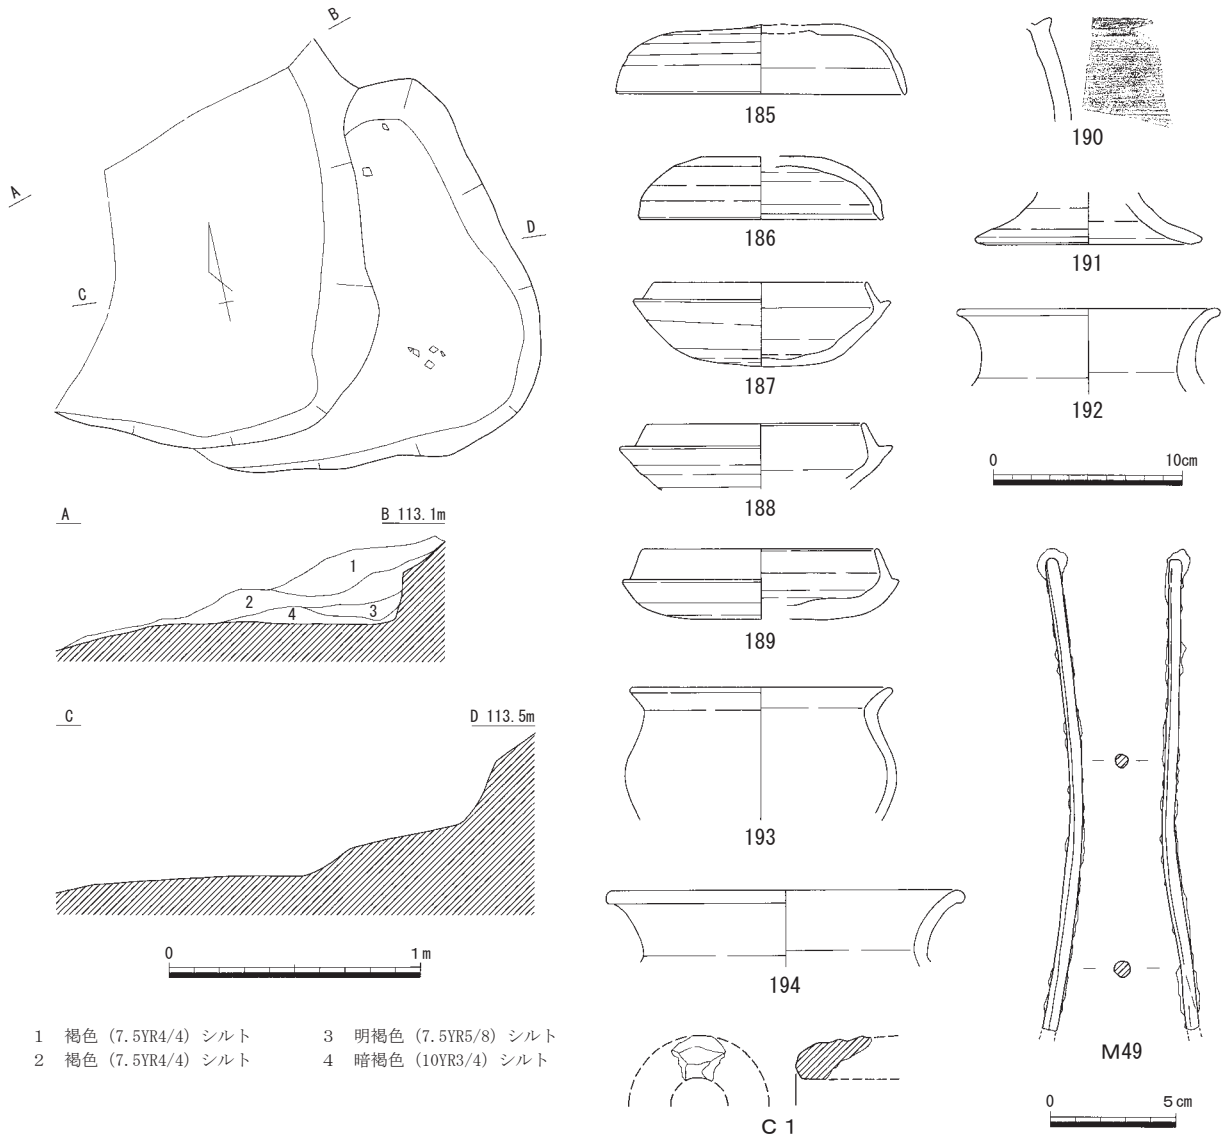 B
A
D
C
A
B 113.1m
1
2
3
4
C
D 113.5m
0
1m
1 褐色 (7.5YR4/4) シルト
2 褐色 (7.5YR4/4) シルト
3 明褐色 (7.5YR5/8) シルト
4 暗褐色 (10YR3/4) シルト
185
186
187
188
189
193
194
C1
190
191
192
0
10cm
M49
0
5cm